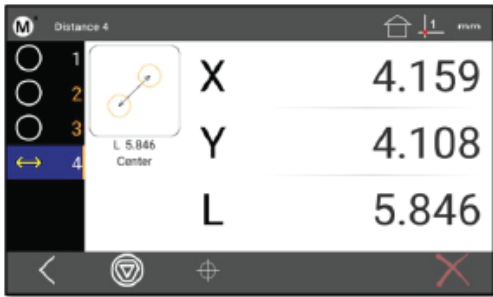 M Distance 4 1 mm
1
2
3
4
L 5.846
Center
X 4.159
Y 4.108
L 5.846